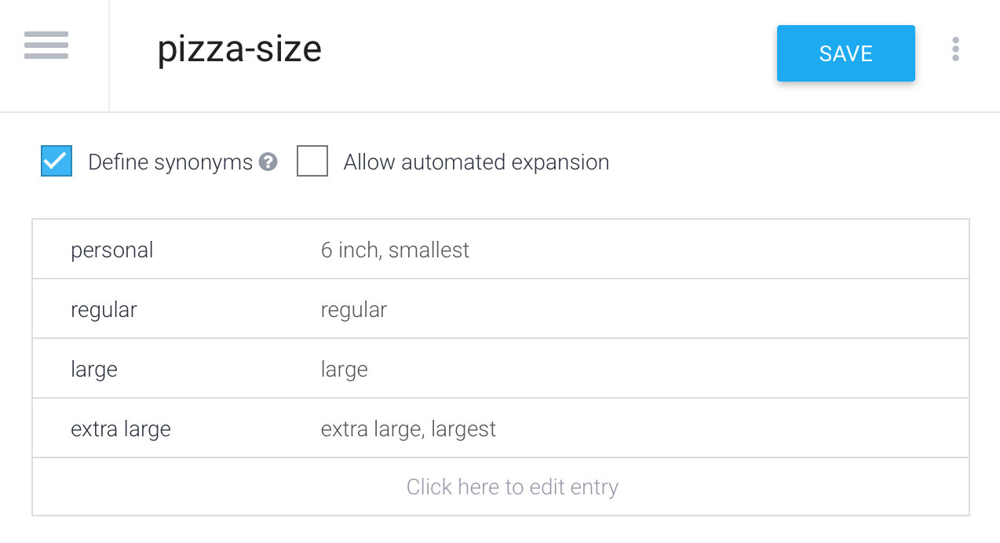 pizza-size
SAVE
Define synonyms ? Allow automated expansion
personal 6 inch, smallest
regular regular
large large
extra large extra large, largest
Click here to edit entry